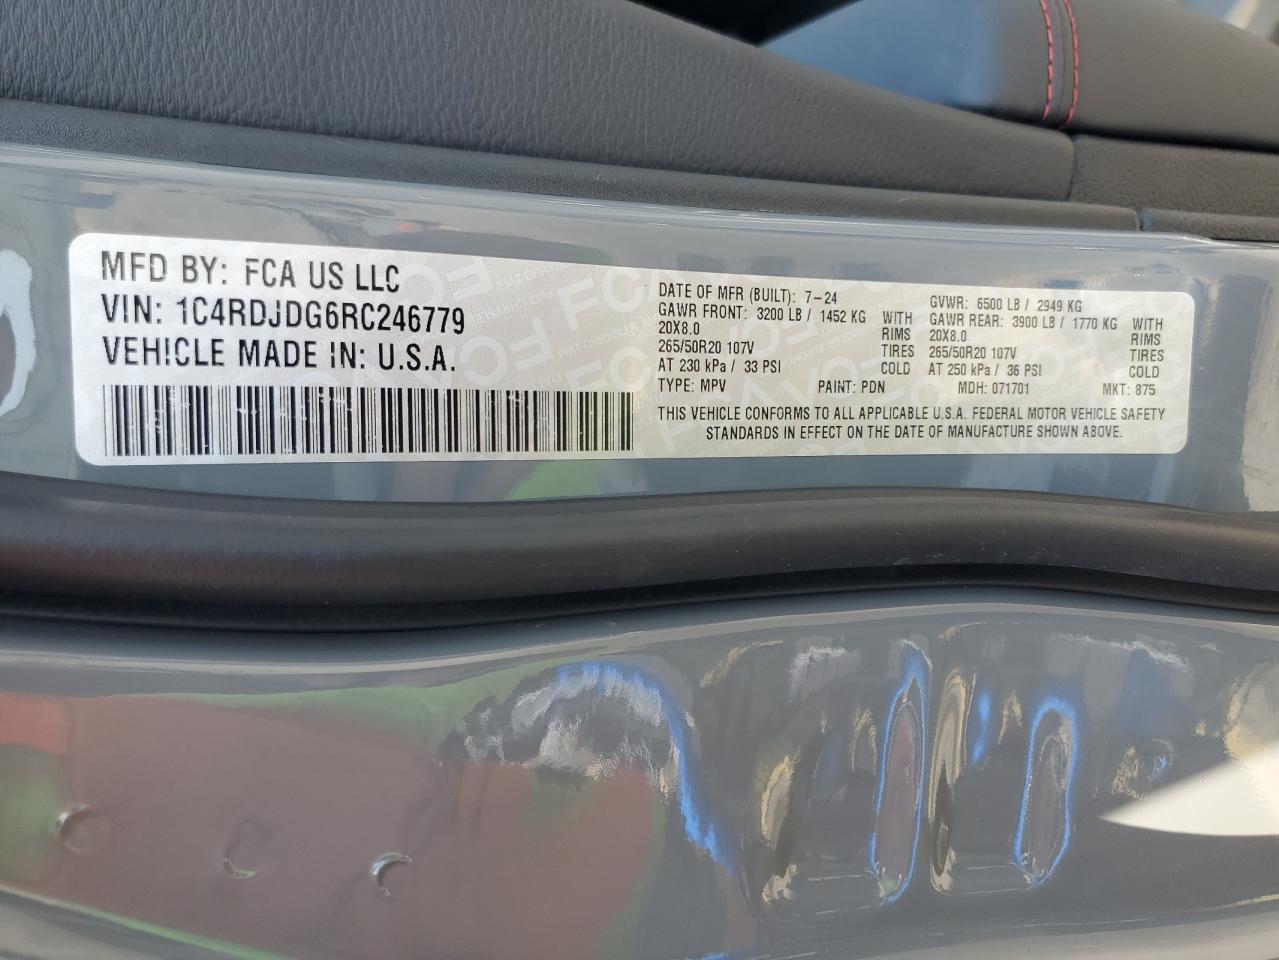 MFD BY: FCA US LLC
VIN: 1C4RDJDG6RC246779
VEHICLE MADE IN: U.S.A.
DATE OF MFR (BUILT): 7-24
GAWR FRONT: 3200 LB / 1452 KG WITH
20X8.0 RIMS
265/50R20 107V TIRES
AT 230 kPa / 33 PSI COLD
TYPE: MPV PAINT: PDN
GVWR: 6500 LB / 2949 KG
GAWR REAR: 3900 LB / 1770 KG WITH
20X8.0 RIMS
265/50R20 107V TIRES
AT 250 kPa / 36 PSI COLD
MDH: 071701 MKT: 875
THIS VEHICLE CONFORMS TO ALL APPLICABLE U.S.A. FEDERAL MOTOR VEHICLE SAFETY
STANDARDS IN EFFECT ON THE DATE OF MANUFACTURE SHOWN ABOVE.